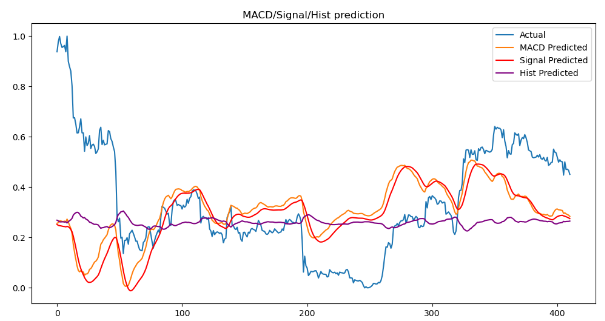 MACD/Signal/Hist prediction
Actual
MACD Predicted
Signal Predicted
Hist Predicted
1.0
0.8
0.6
0.4
0.2
0.0
0 100 200 300 400